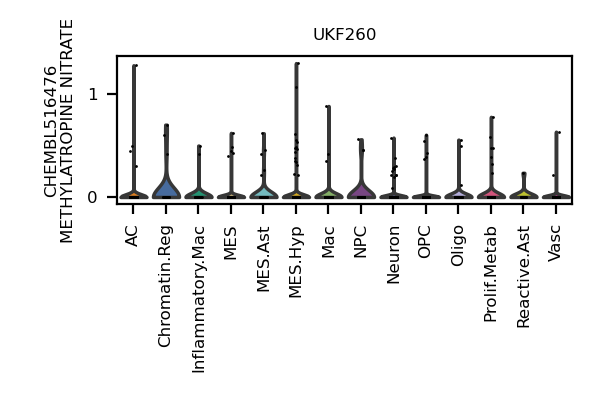 UKF260
CHEMBL516476
METHYLATROPINE NITRATE
1
0
AC
Chromatin.Reg
Inflammatory.Mac
MES
MES.Ast
MES.Hyp
Mac
NPC
Neuron
OPC
Oligo
Prolif.Metab
Reactive.Ast
Vasc